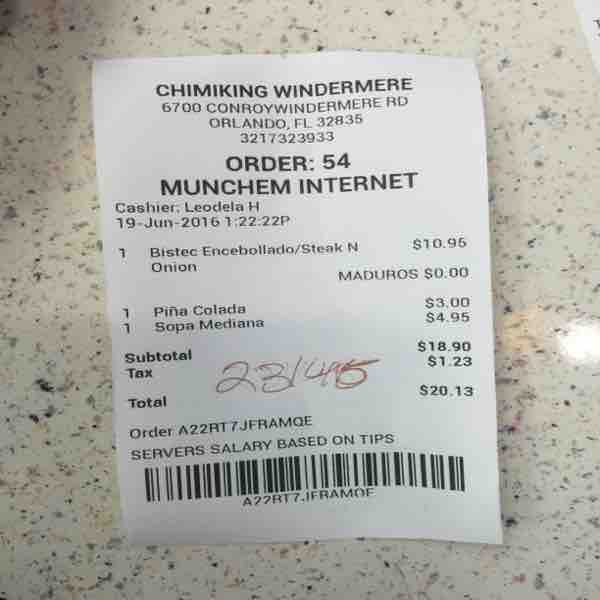 CHIMIKING WINDERMERE
6700 CONROYWINDERMERE RD
ORLANDO, FL 32835
3217323933
ORDER: 54
MUNCHEM INTERNET
Cashier: Leodela H
19-Jun-2016 1:22:22P
1 Bistec Encebollado/Steak N $10.95
Onion
MADUROS $0.00
1 Piña Colada $3.00
1 Sopa Mediana $4.95
Subtotal $18.90
Tax $1.23
Total $20.13
Order A22RT7JFRAMQE
SERVERS SALARY BASED ON TIPS
A22RT7JFRAMQE